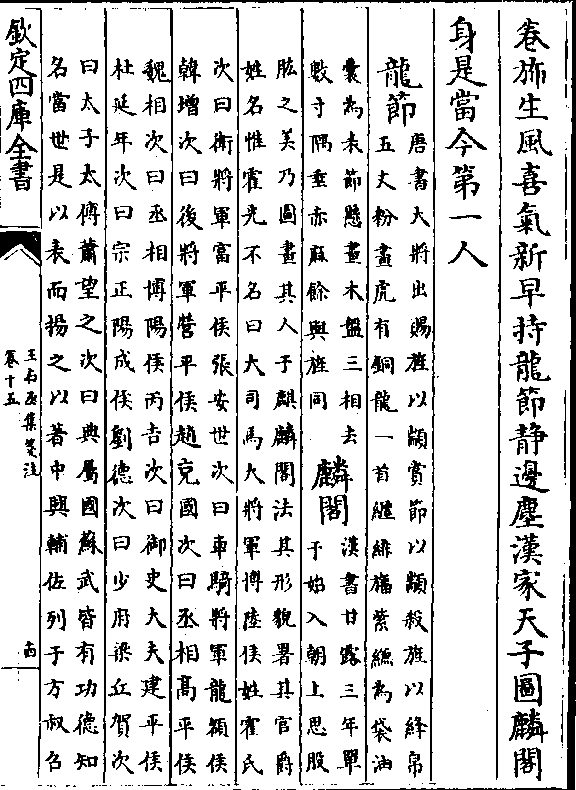 卷斾生風喜氣新早持龍節静邊塵漢家天子圖麟閣
身是當今第一人
龍節
唐書大將出賜旌以顓賞節以顓殺旌以絳帛
五丈粉畫虎有銅龍一首纒緋旛紫縑為袋油
囊為表節懸畫木盤三相去
數寸隅垂赤麻餘與旌同
麟閣
漢書甘露三年單
于始入朝上思股
肱之美乃圖畫其人于麒麟閣法其形貌署其官爵
姓名惟霍光不名曰大司馬大將軍博陸侯姓霍氏
次曰衛將軍富平侯張安世次曰車騎將軍龍頟侯
韓增次曰後將軍營平侯趙充國次曰丞相高平侯
魏相次曰丞相博陽侯丙吉次曰御史大夫建平侯
杜延年次曰宗正陽成侯劉德次曰少府梁丘賀次
曰太子太傅蕭望之次曰典屬國蘇武皆有功德知
名當世是以表而揚之以著中興輔佐列于方叔召
欽定四庫全書
王右丞集箋注
卷十五